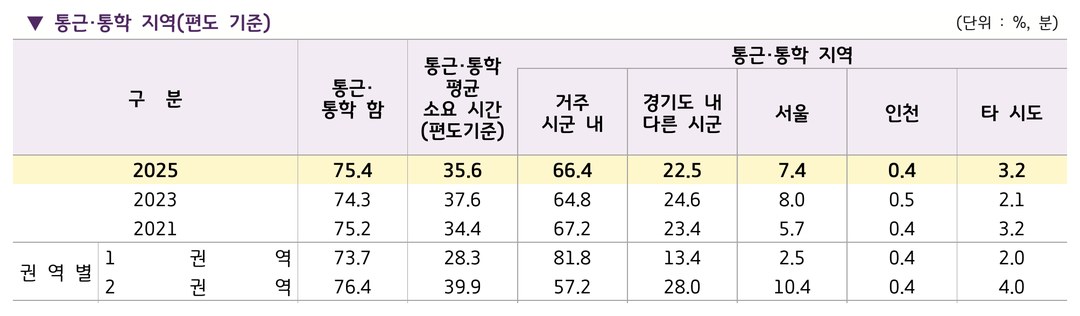 ▼ 통근·통학 지역(편도 기준)
(단위 : %, 분)
구 분
통근·
통학 함
통근·통학
평균
소요 시간
(편도기준)
통근·통학 지역
거주
시군 내
경기도 내
다른 시군
서울
인천
타 시도
2025 75.4 35.6 66.4 22.5 7.4 0.4 3.2
2023 74.3 37.6 64.8 24.6 8.0 0.5 2.1
2021 75.2 34.4 67.2 23.4 5.7 0.4 3.2
권 역 별
1 권 역 73.7 28.3 81.8 13.4 2.5 0.4 2.0
2 권 역 76.4 39.9 57.2 28.0 10.4 0.4 4.0